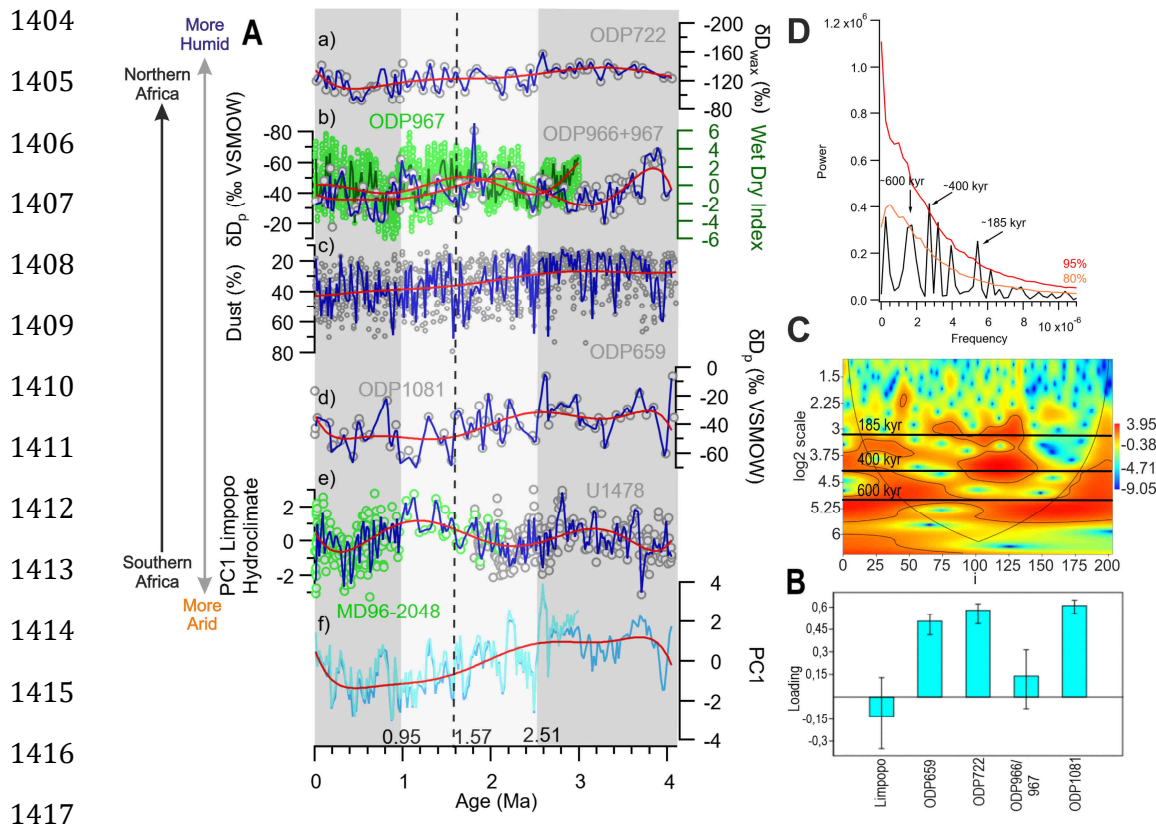 1404
1405
1406
1407
1408
1409
1410
1411
1412
1413
1414
1415
1416
1417
More
Humid
Northern
Africa
Southern
Africa
More
Arid
A
a)
ODP722
-200
-160
-120
-80
δD wax (‰)
b)
ODP967
ODP966+967
-80
-60
-40
-20
δDp (‰ VSMOW)
6
4
2
0
-2
-4
-6
Wet Dry Index
c)
20
40
60
80
Dust (%)
ODP659
d)
ODP1081
0
-20
-40
-60
δDp (‰ VSMOW)
e)
U1478
2
0
-2
PC1 Limpopo
Hydroclimate
MD96-2048
f)
4
2
0
-2
-4
PC1
0.95
1.57
2.51
0
1
2
3
4
Age (Ma)
D
1.2x10⁶
1.0
0.8
0.6
0.4
0.2
0.0
Power
~600 kyr
~400 kyr
~185 kyr
95%
80%
0
2
4
6
8
10 x10⁻⁶
Frequency
C
1.5
2.25
3
3.75
4.5
5.25
6
log2 scale
185 kyr
400 kyr
600 kyr
3.95
-0.38
-4.71
-9.05
0
25
50
75
100
125
150
175
200
i
B
0,6
0,45
0,15
-0,15
-0,3
Loading
Limpopo
ODP659
ODP722
ODP966/
967
ODP1081